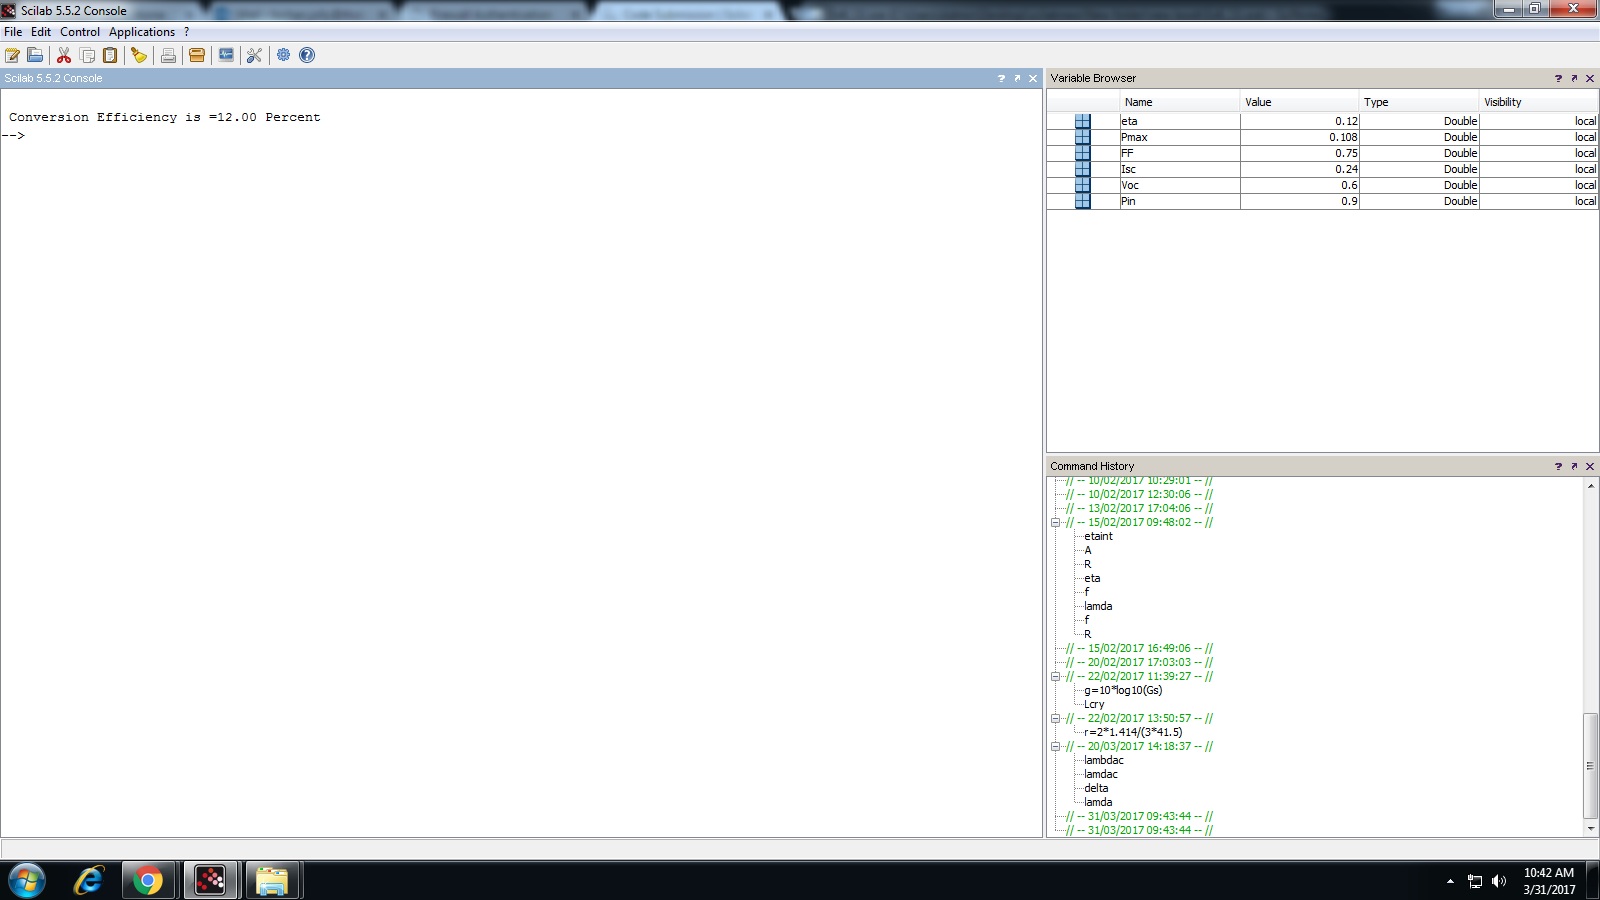 Scilab 5.5.2 Console
File Edit Control Applications ?
Scilab 5.5.2 Console
Conversion Efficiency is =12.00 Percent
-->
Variable Browser
Name Value Type Visibility
eta 0.12 Double local
Pmax 0.108 Double local
FF 0.75 Double local
Isc 0.24 Double local
Voc 0.6 Double local
Pin 0.9 Double local
Command History
// -- 10/02/2017 10:29:01 -- //
// -- 10/02/2017 12:30:06 -- //
// -- 13/02/2017 17:04:06 -- //
// -- 15/02/2017 09:48:02 -- //
etaint
A
R
eta
f
lamda
f
R
// -- 15/02/2017 16:49:06 -- //
// -- 20/02/2017 17:03:03 -- //
// -- 22/02/2017 11:39:27 -- //
g=10*log10(Gs)
Lcry
// -- 22/02/2017 13:50:57 -- //
r=2*1.414/(3*41.5)
// -- 20/03/2017 14:18:37 -- //
lambdac
lamdac
delta
lamda
// -- 31/03/2017 09:43:44 -- //
// -- 31/03/2017 09:43:44 -- //
10:42 AM
3/31/2017